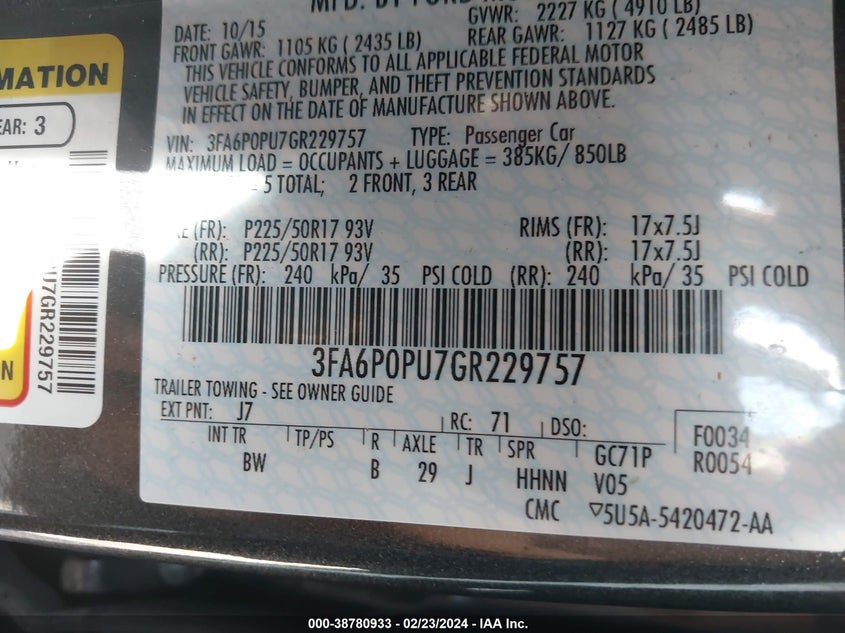 MFD. BY FORD
GVWR: 2227 KG ( 4910 LB)
DATE: 10/15
FRONT GAWR: 1105 KG ( 2435 LB) REAR GAWR: 1127 KG ( 2485 LB)
THIS VEHICLE CONFORMS TO ALL APPLICABLE FEDERAL MOTOR
VEHICLE SAFETY, BUMPER, AND THEFT PREVENTION STANDARDS
IN EFFECT ON THE DATE OF MANUFACTURE SHOWN ABOVE.
VIN: 3FA6P0PU7GR229757 TYPE: Passenger Car
MAXIMUM LOAD = OCCUPANTS + LUGGAGE = 385KG/ 850LB
= 5 TOTAL; 2 FRONT, 3 REAR
(FR): P225/50R17 93V RIMS (FR): 17x7.5J
(RR): P225/50R17 93V (RR): 17x7.5J
PRESSURE (FR): 240 kPa/ 35 PSI COLD (RR): 240 kPa/ 35 PSI COLD
3FA6P0PU7GR229757
TRAILER TOWING - SEE OWNER GUIDE
EXT PNT: J7 RC: 71 DSO: F0034
INT TR TP/PS R AXLE TR SPR GC71P R0054
BW B 29 J HHNN V05
CMC ▽5U5A-5420472-AA
MATION
EAR: 3
U7GR229757
N
000-38780933 - 02/23/2024 - IAA Inc.